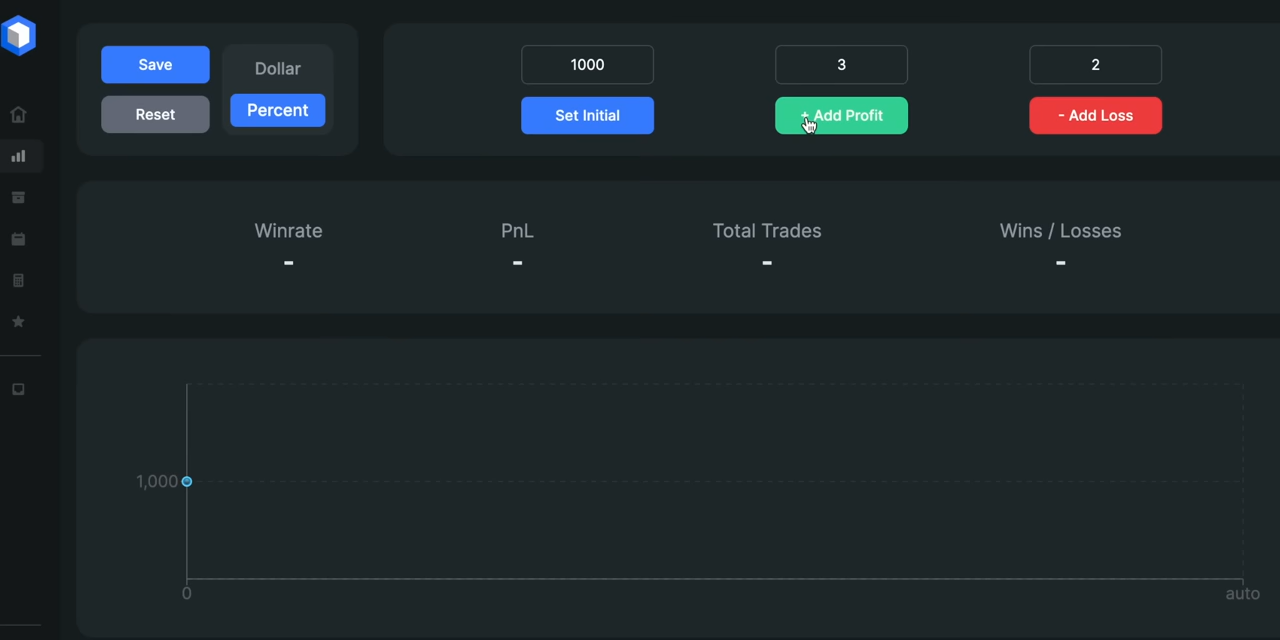 Save
Reset
Dollar
Percent
1000
Set Initial
3
+ Add Profit
2
- Add Loss
Winrate
-
PnL
-
Total Trades
-
Wins / Losses
-
1,000
0
auto